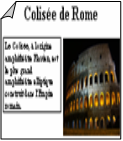 Colisée de Rome
Le Colisée, à l'origine
amphithéâtre Flavien, est
le plus grand
amphithéâtre elliptique
construit dans l'Empire
romain.